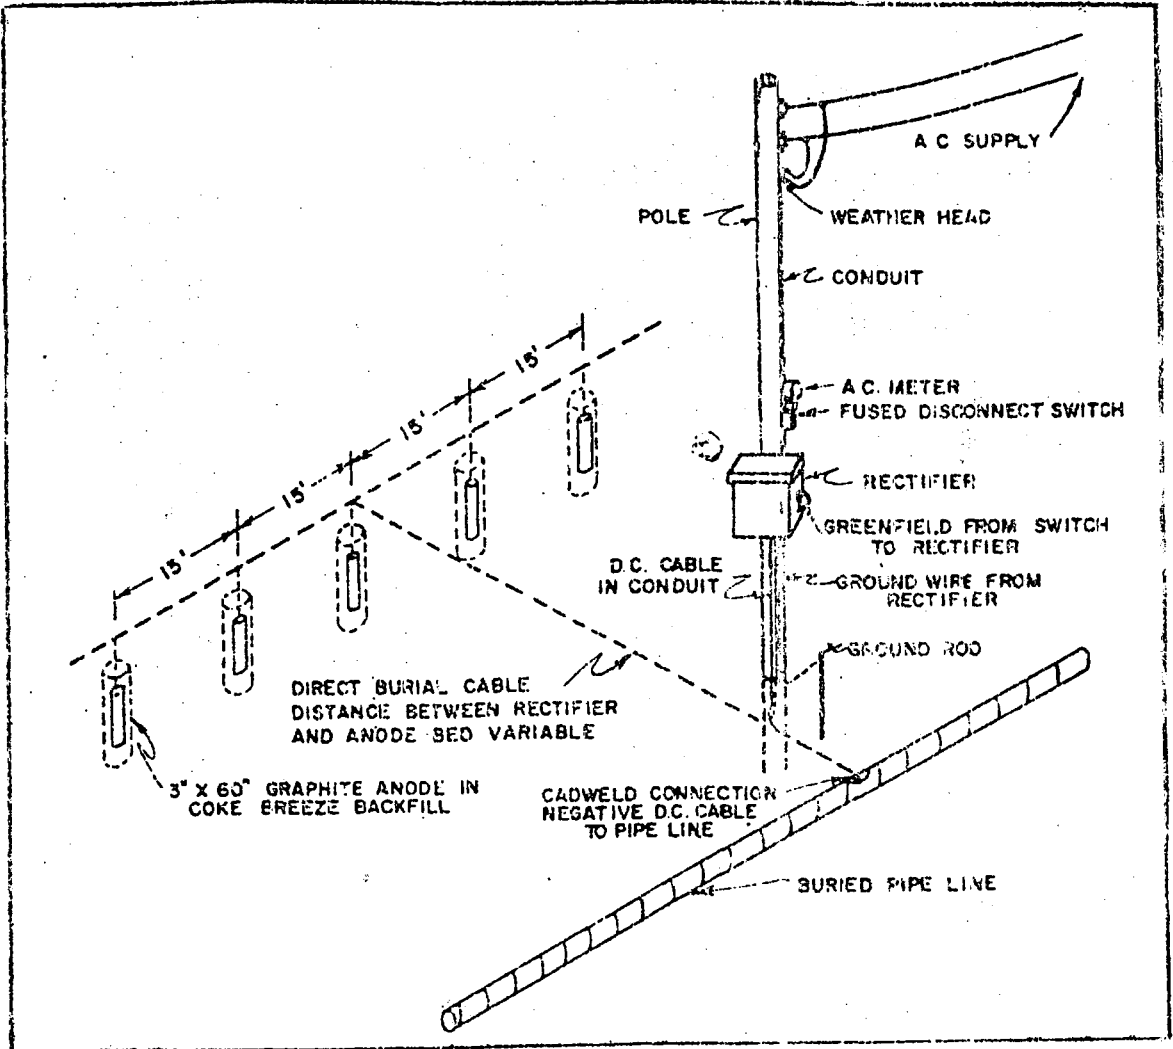 A C SUPPLY
POLE
WEATHER HEAD
CONDUIT
15'
15'
15'
15'
A.C. METER
FUSED DISCONNECT SWITCH
RECTIFIER
GREENFIELD FROM SWITCH
TO RECTIFIER
D.C. CABLE
IN CONDUIT
GROUND WIRE FROM
RECTIFIER
GROUND ROD
DIRECT BURIAL CABLE
DISTANCE BETWEEN RECTIFIER
AND ANODE BED VARIABLE
3" X 60" GRAPHITE ANODE IN
COKE BREEZE BACKFILL
CADWELD CONNECTION
NEGATIVE D.C. CABLE
TO PIPE LINE
BURIED PIPE LINE